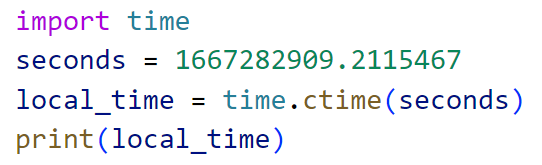 import time
seconds = 1667282909.2115467
local_time = time.ctime(seconds)
print(local_time)